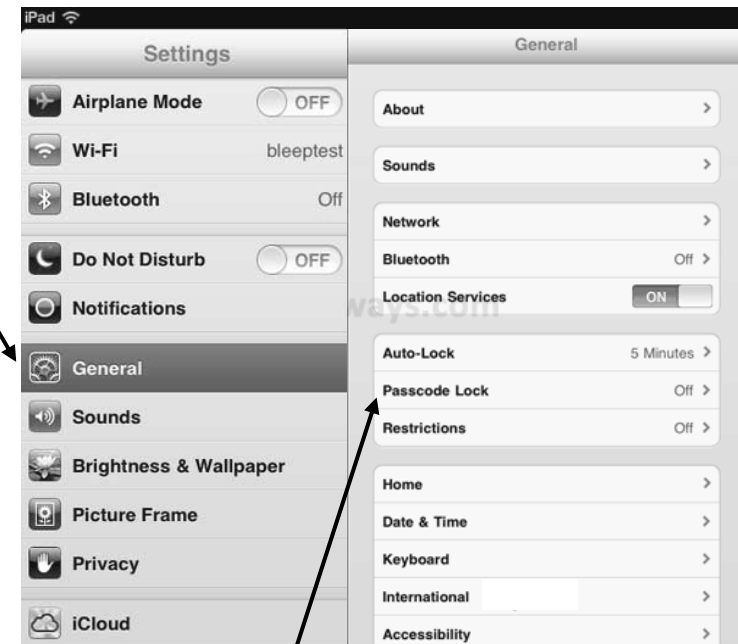 iPad
Settings
Airplane Mode OFF
Wi-Fi bleeptest
Bluetooth Off
Do Not Disturb OFF
Notifications
General
Sounds
Brightness & Wallpaper
Picture Frame
Privacy
iCloud
General
About
Sounds
Network
Bluetooth Off
Location Services ON
ways.com
Auto-Lock 5 Minutes
Passcode Lock Off
Restrictions Off
Home
Date & Time
Keyboard
International
Accessibility